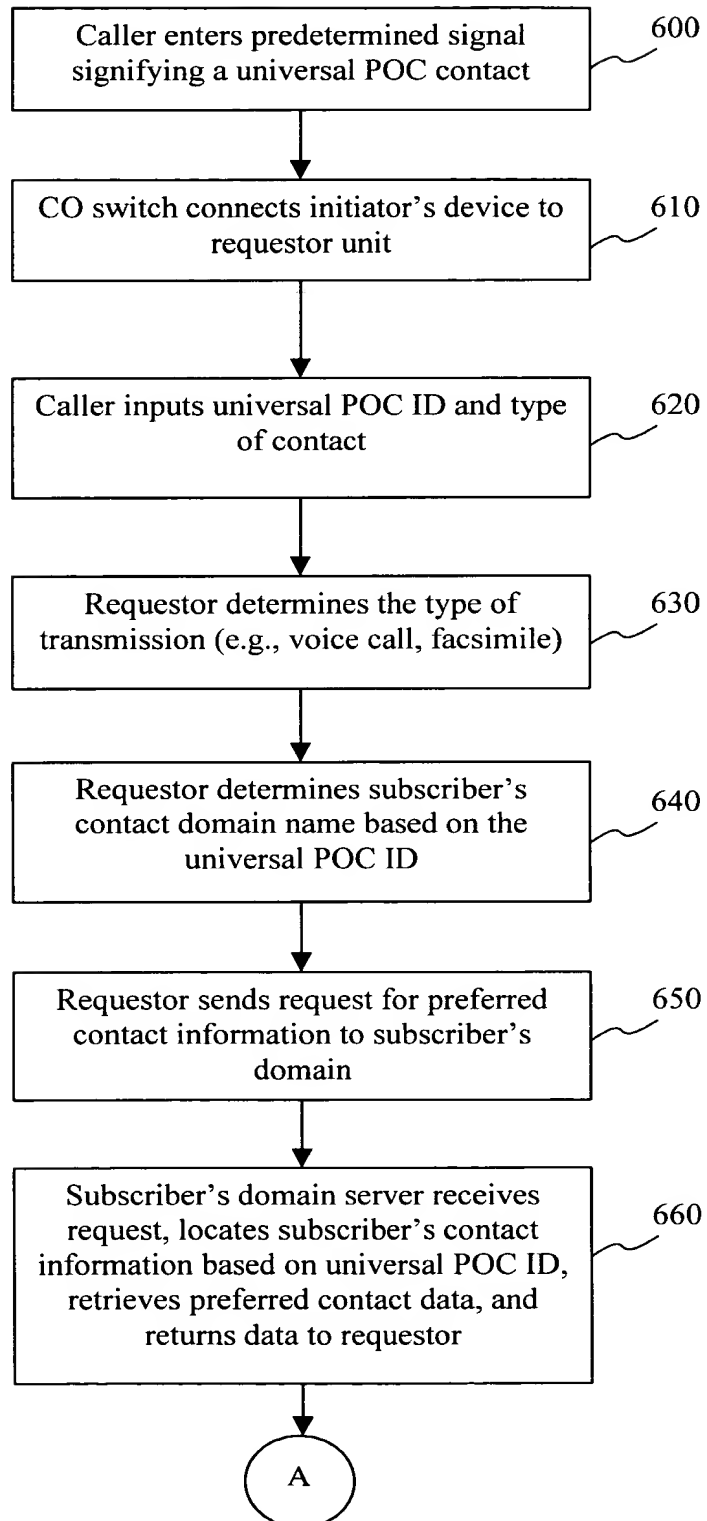 Caller enters predetermined signal
signifying a universal POC contact
600
CO switch connects initiator's device to
requestor unit
610
Caller inputs universal POC ID and type
of contact
620
Requestor determines the type of
transmission (e.g., voice call, facsimile)
630
Requestor determines subscriber's
contact domain name based on the
universal POC ID
640
Requestor sends request for preferred
contact information to subscriber's
domain
650
Subscriber's domain server receives
request, locates subscriber's contact
information based on universal POC ID,
retrieves preferred contact data, and
returns data to requestor
660
A